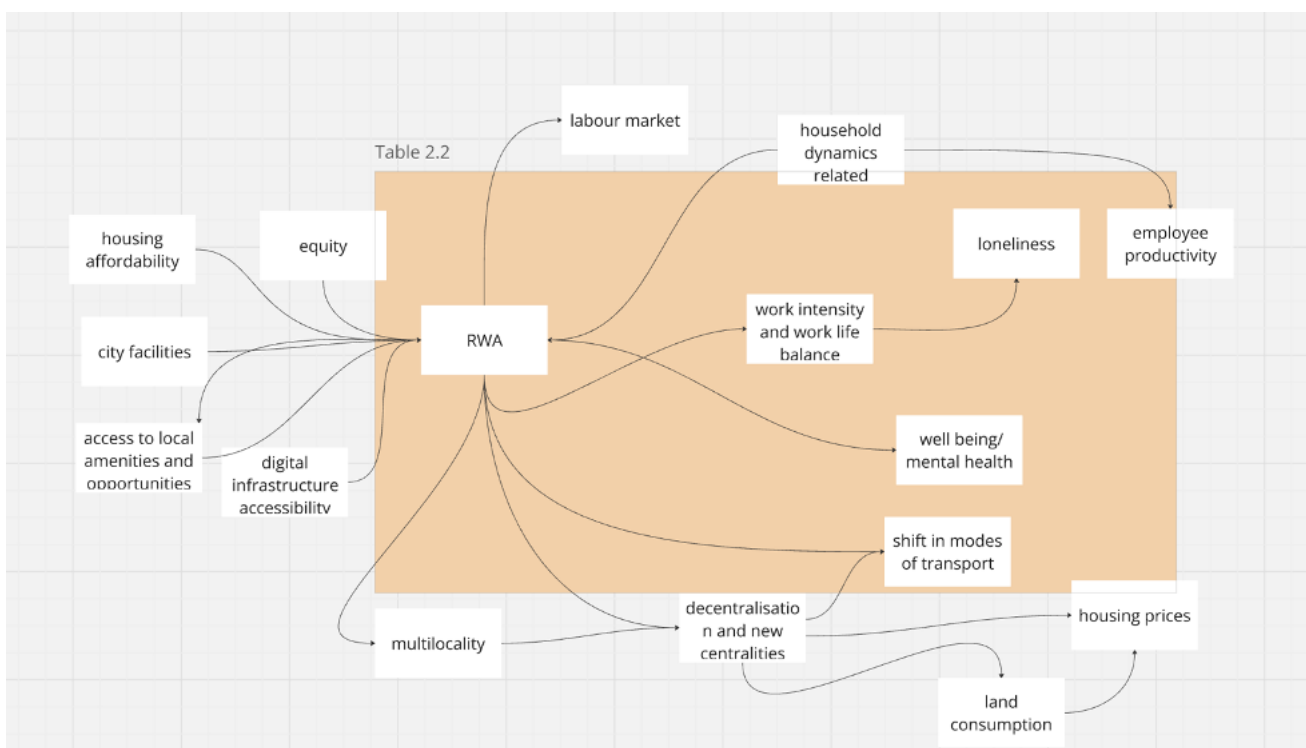 labour market
household
dynamics
related
Table 2.2
housing
affordability
equity
loneliness
employee
productivity
RWA
work intensity
and work life
balance
city facilities
access to local
amenities and
opportunities
digital
infrastructure
accessibility
well being/
mental health
shift in modes
of transport
multilocality
decentralisatio
n and new
centralities
housing prices
land
consumption